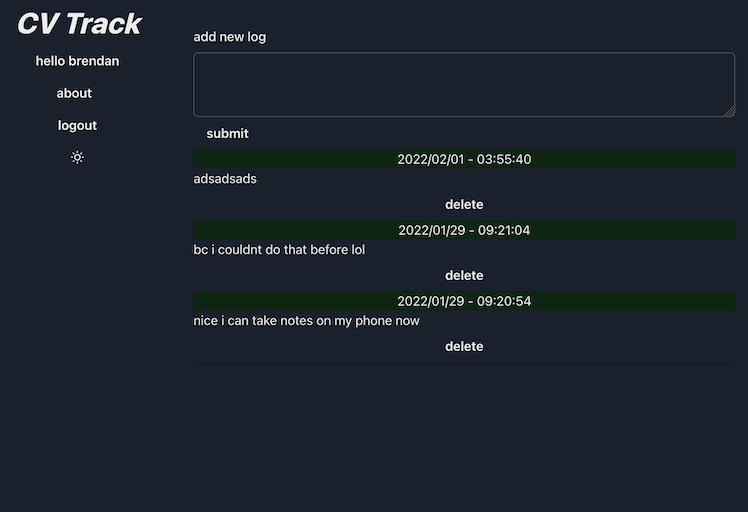 CV Track
hello brendan
about
logout
add new log
submit
2022/02/01 - 03:55:40
adsadsads
delete
2022/01/29 - 09:21:04
bc i couldnt do that before lol
delete
2022/01/29 - 09:20:54
nice i can take notes on my phone now
delete